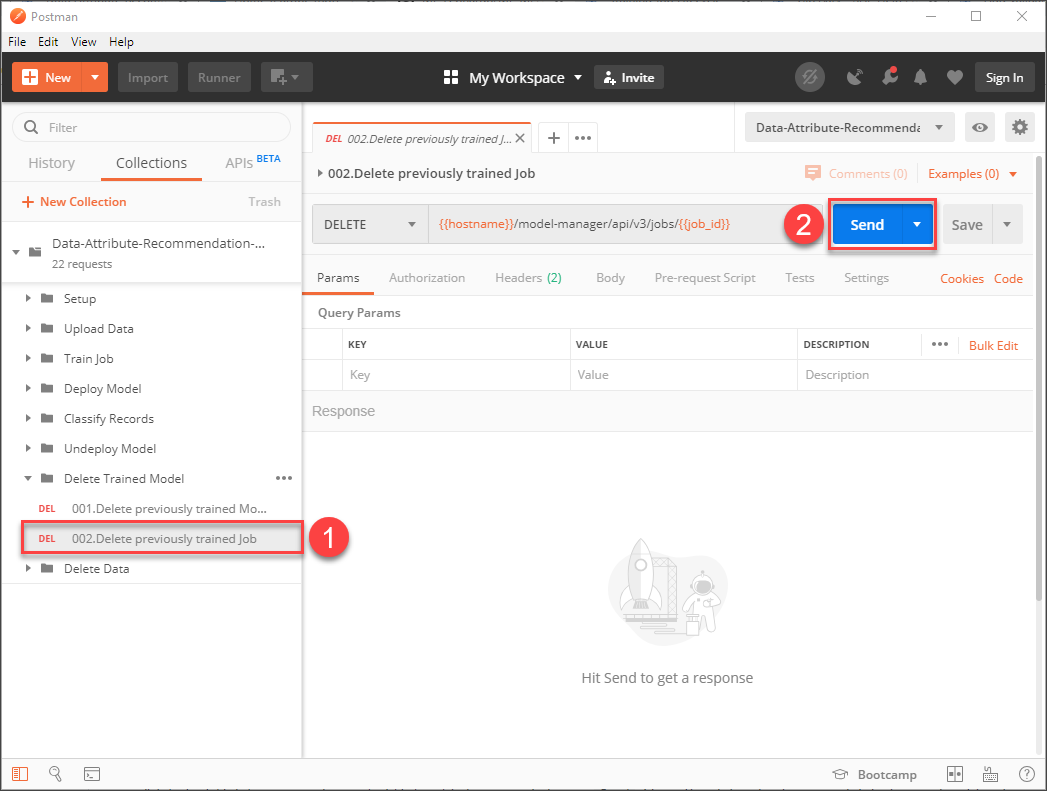 Postman
File Edit View Help
New Import Runner My Workspace Invite Sign In
Filter
History Collections APIs BETA
New Collection Trash
Data-Attribute-Recommendation-...
22 requests
Setup
Upload Data
Train Job
Deploy Model
Classify Records
Undeploy Model
Delete Trained Model
DEL 001.Delete previously trained Mo...
DEL 002.Delete previously trained Job
1
Delete Data
DEL 002.Delete previously trained J...
Data-Attribute-Recommenda
002.Delete previously trained Job Comments (0) Examples (0)
DELETE {{hostname}}/model-manager/api/v3/jobs/{{job_id}} 2 Send Save
Params Authorization Headers (2) Body Pre-request Script Tests Settings Cookies Code
Query Params
KEY VALUE DESCRIPTION Bulk Edit
Key Value Description
Response
Hit Send to get a response
Bootcamp